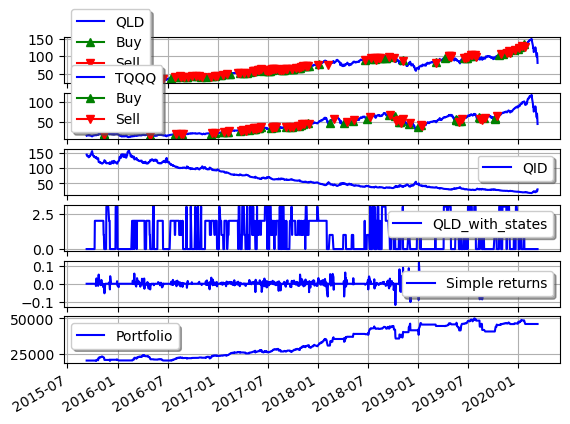 150
100
50
QLD
Buy
Sell
100
50
TQQQ
Buy
Sell
150
100
50
QID
2.5
0.0
QLD_with_states
0.1
0.0
−0.1
Simple returns
50000
25000
Portfolio
2015-07
2016-01
2016-07
2017-01
2017-07
2018-01
2018-07
2019-01
2019-07
2020-01